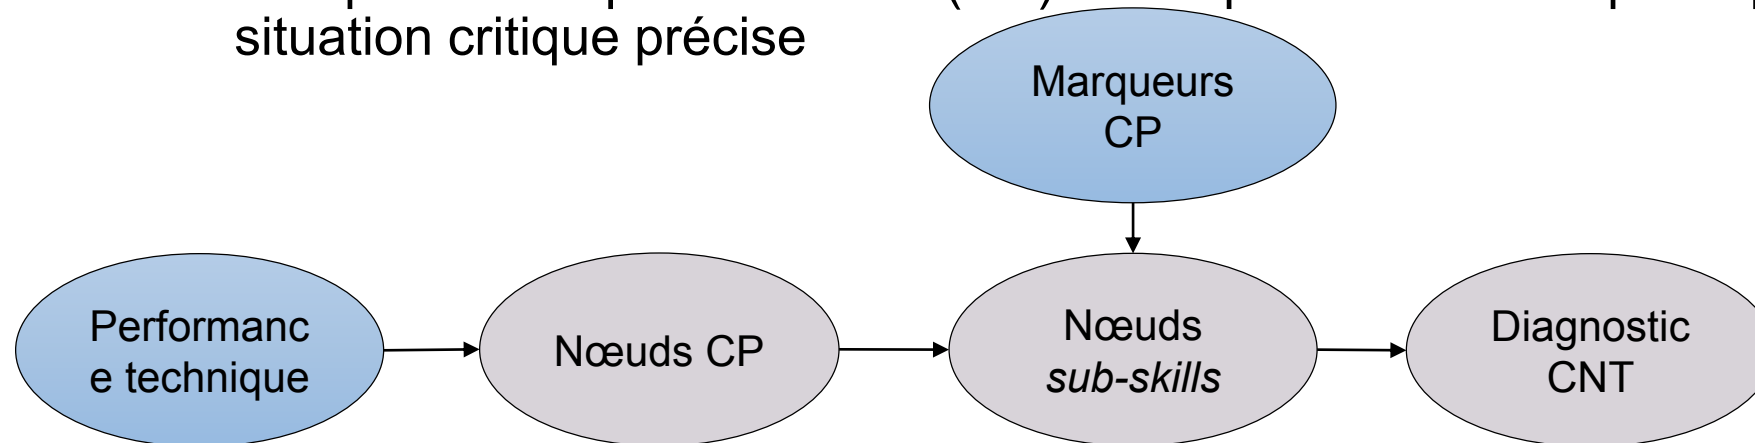 situation critique précise
Marqueurs
CP
Performanc
e technique
Nœuds CP
Nœuds
sub-skills
Diagnostic
CNT